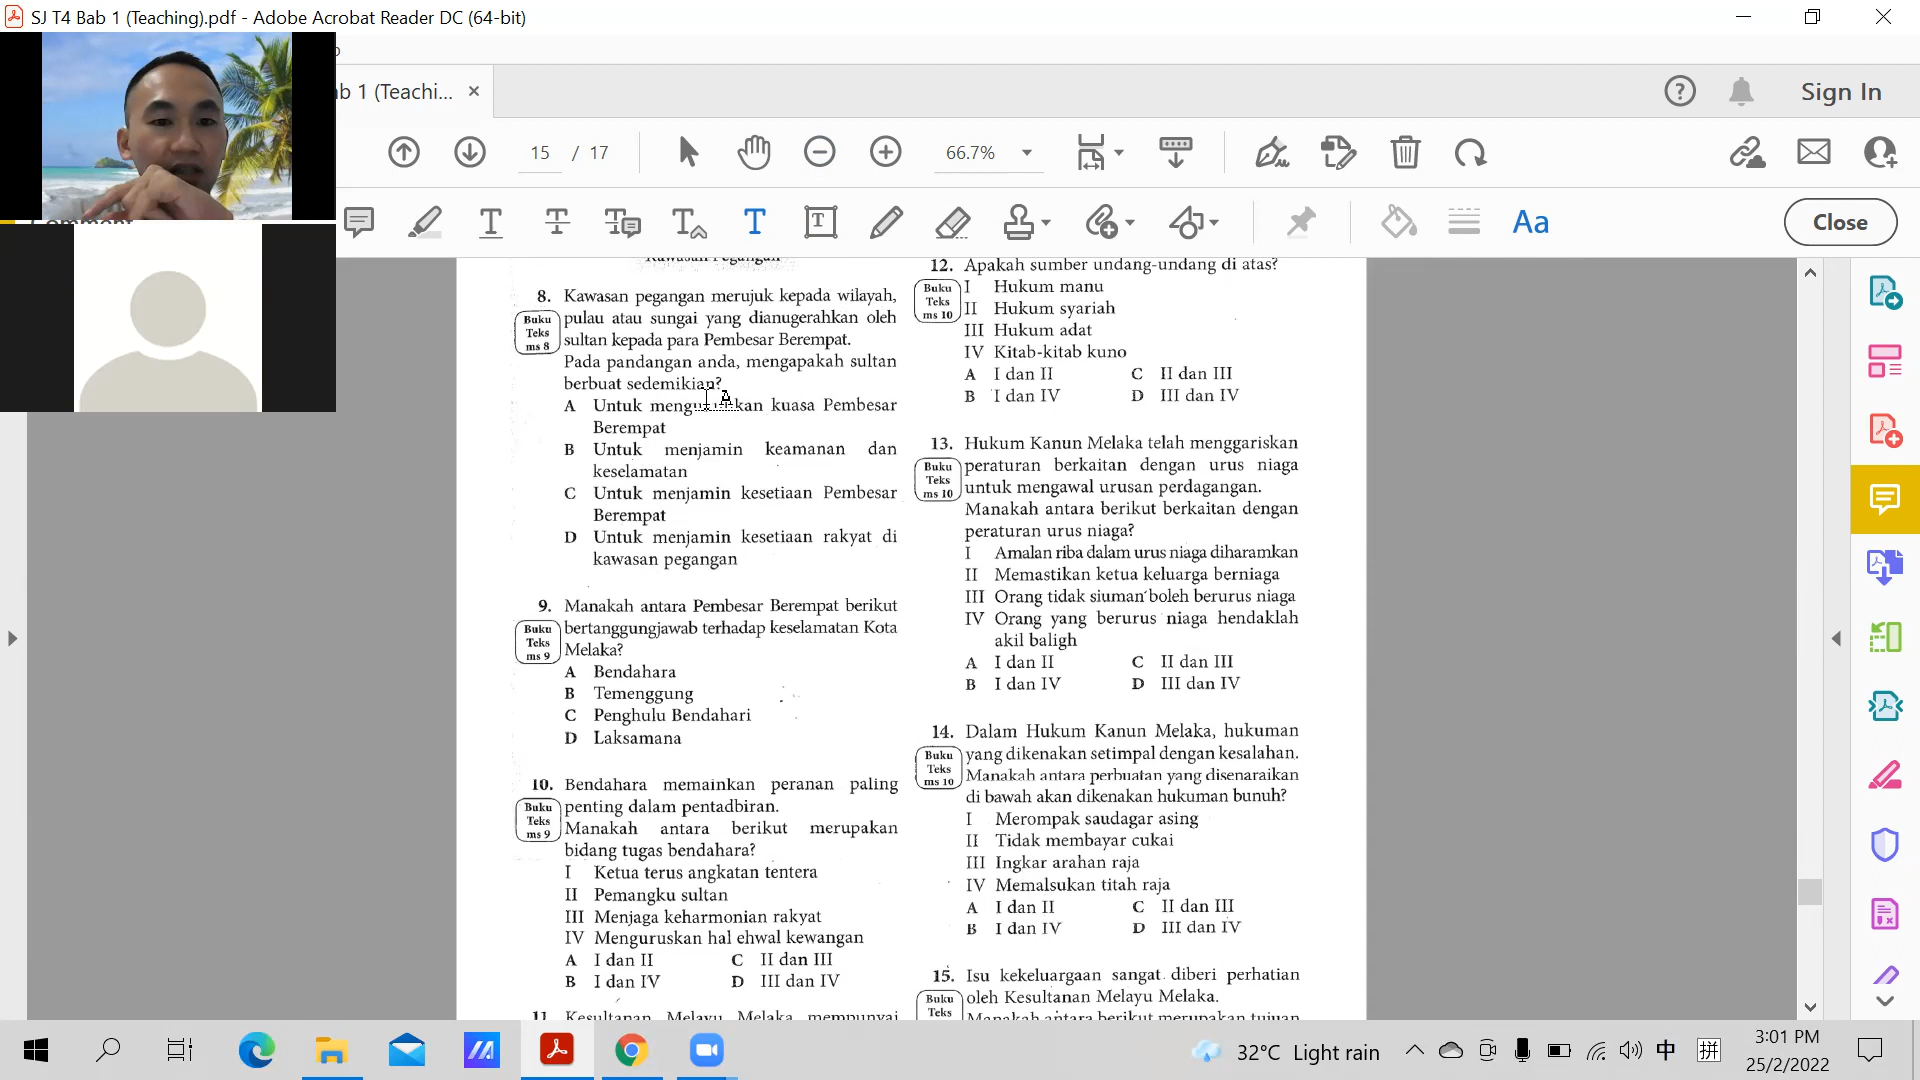 SJ T4 Bab 1 (Teaching).pdf - Adobe Acrobat Reader DC (64-bit)
b 1 (Teachi...
Sign In
15 / 17
66.7%
Close
Kawasan Pegangan
8. Kawasan pegangan merujuk kepada wilayah,
pulau atau sungai yang dianugerahkan oleh
sultan kepada para Pembesar Berempat.
Buku
Teks
ms 8
Pada pandangan anda, mengapakah sultan
berbuat sedemikian?
A Untuk kuasa Pembesar
Berempat
B Untuk menjamin keamanan dan
keselamatan
C Untuk menjamin kesetiaan Pembesar
Berempat
D Untuk menjamin kesetiaan rakyat di
kawasan pegangan
9. Manakah antara Pembesar Berempat berikut
bertanggungjawab terhadap keselamatan Kota
Melaka?
Buku
Teks
ms 9
A Bendahara
B Temenggung
C Penghulu Bendahari
D Laksamana
10. Bendahara memainkan peranan paling
penting dalam pentadbiran.
Buku
Teks
ms 9
Manakah antara berikut merupakan
bidang tugas bendahara?
I Ketua terus angkatan tentera
II Pemangku sultan
III Menjaga keharmonian rakyat
IV Menguruskan hal ehwal kewangan
A I dan II C II dan III
B I dan IV D III dan IV
11. Kesultanan Melayu Melaka mempunyai
12. Apakah sumber undang-undang di atas?
Buku
Teks
ms 10
I Hukum manu
II Hukum syariah
III Hukum adat
IV Kitab-kitab kuno
A I dan II C II dan III
B I dan IV D III dan IV
13. Hukum Kanun Melaka telah menggariskan
peraturan berkaitan dengan urus niaga
untuk mengawal urusan perdagangan.
Buku
Teks
ms 10
Manakah antara berikut berkaitan dengan
peraturan urus niaga?
I Amalan riba dalam urus niaga diharamkan
II Memastikan ketua keluarga berniaga
III Orang tidak siuman boleh berurus niaga
IV Orang yang berurus niaga hendaklah
akil baligh
A I dan II C II dan III
B I dan IV D III dan IV
14. Dalam Hukum Kanun Melaka, hukuman
yang dikenakan setimpal dengan kesalahan.
Buku
Teks
ms 10
Manakah antara perbuatan yang disenaraikan
di bawah akan dikenakan hukuman bunuh?
I Merompak saudagar asing
II Tidak membayar cukai
III Ingkar arahan raja
IV Memalsukan titah raja
A I dan II C II dan III
B I dan IV D III dan IV
15. Isu kekeluargaan sangat diberi perhatian
oleh Kesultanan Melayu Melaka.
Buku
Teks
Manakah antara berikut merupakan tujuan
32°C Light rain
中
拼
3:01 PM
25/2/2022